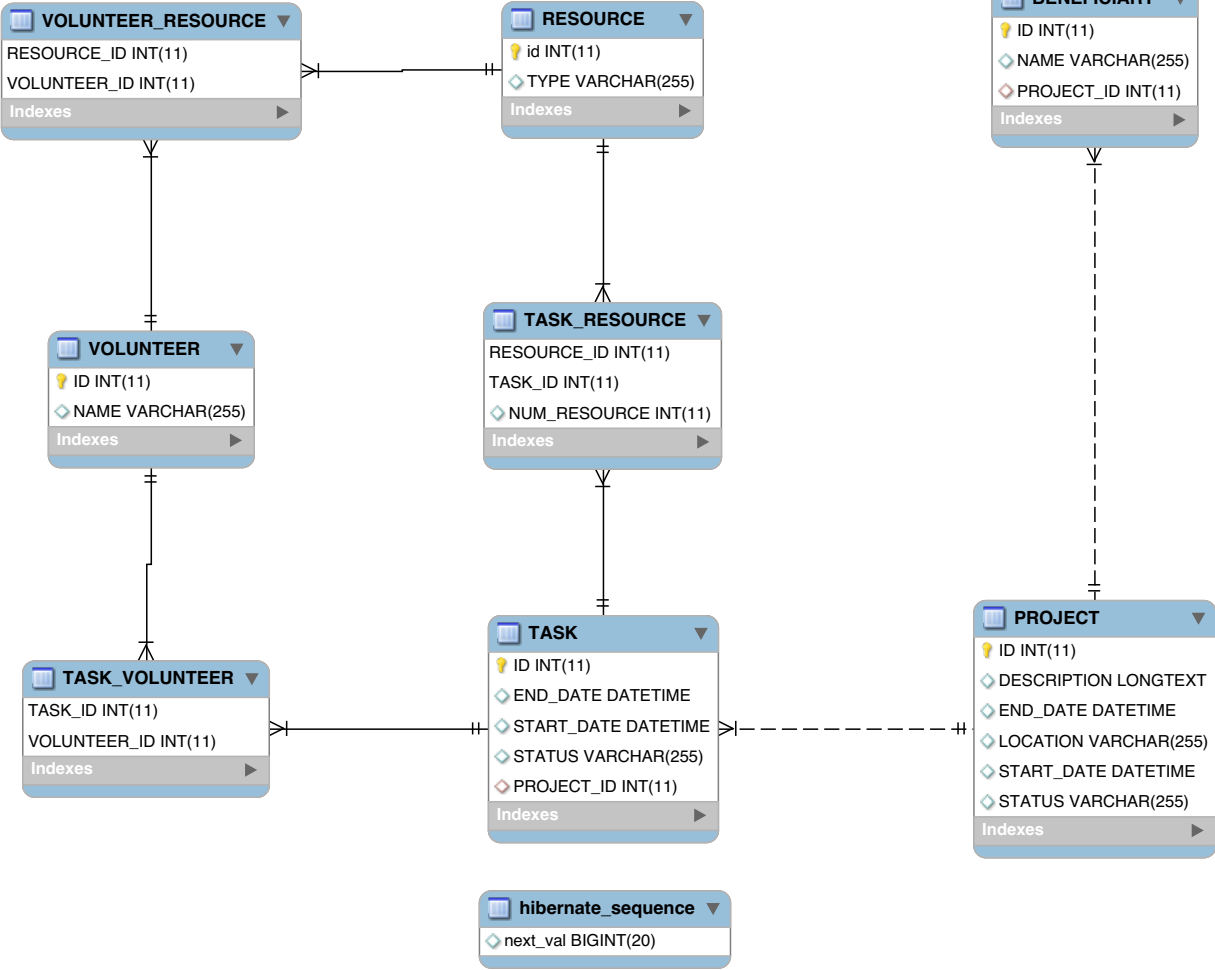 VOLUNTEER_RESOURCE
RESOURCE_ID INT(11)
VOLUNTEER_ID INT(11)
Indexes
RESOURCE
id INT(11)
TYPE VARCHAR(255)
Indexes
BENEFICIARY
ID INT(11)
NAME VARCHAR(255)
PROJECT_ID INT(11)
Indexes
VOLUNTEER
ID INT(11)
NAME VARCHAR(255)
Indexes
TASK_RESOURCE
RESOURCE_ID INT(11)
TASK_ID INT(11)
NUM_RESOURCE INT(11)
Indexes
TASK_VOLUNTEER
TASK_ID INT(11)
VOLUNTEER_ID INT(11)
Indexes
TASK
ID INT(11)
END_DATE DATETIME
START_DATE DATETIME
STATUS VARCHAR(255)
PROJECT_ID INT(11)
Indexes
PROJECT
ID INT(11)
DESCRIPTION LONGTEXT
END_DATE DATETIME
LOCATION VARCHAR(255)
START_DATE DATETIME
STATUS VARCHAR(255)
Indexes
hibernate_sequence
next_val BIGINT(20)